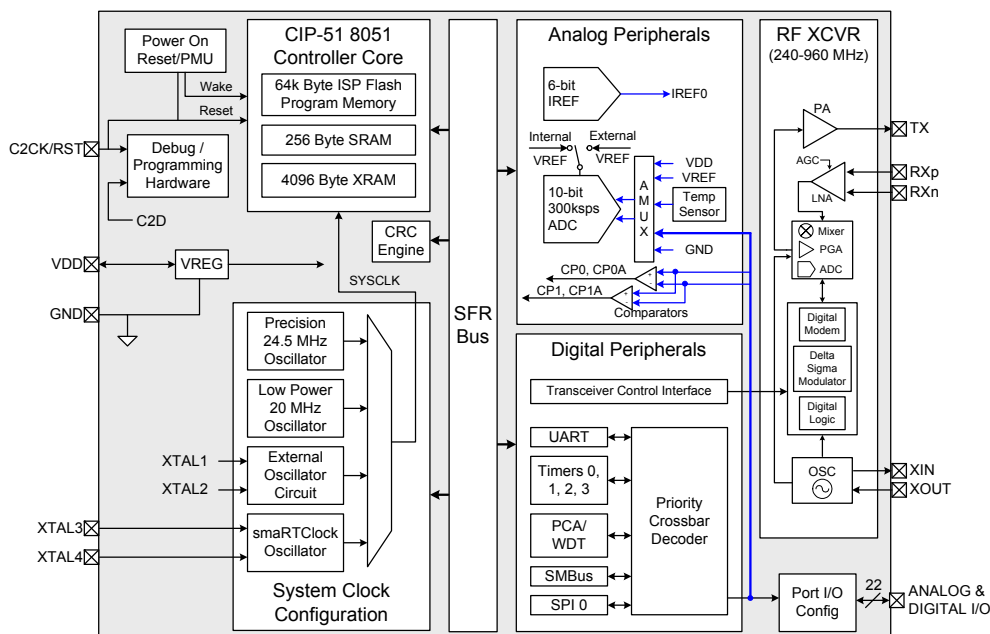 Power On
Reset/PMU
Wake
Reset
C2CK/RST
Debug /
Programming
Hardware
C2D
VDD
VREG
GND
CIP-51 8051
Controller Core
64k Byte ISP Flash
Program Memory
256 Byte SRAM
4096 Byte XRAM
CRC
Engine
SYSCLK
Precision
24.5 MHz
Oscillator
Low Power
20 MHz
Oscillator
XTAL1
XTAL2
External
Oscillator
Circuit
XTAL3
XTAL4
smaRTClock
Oscillator
System Clock
Configuration
SFR
Bus
Analog Peripherals
6-bit
IREF
IREF0
Internal
VREF
External
VREF
10-bit
300ksps
ADC
A
M
U
X
VDD
VREF
Temp
Sensor
GND
CP0, CP0A
+
-
CP1, CP1A
+
-
Comparators
Digital Peripherals
Transceiver Control Interface
UART
Timers 0,
1, 2, 3
PCA/
WDT
SMBus
SPI 0
Priority
Crossbar
Decoder
RF XCVR
(240-960 MHz)
PA
TX
AGC
LNA
RXp
RXn
Mixer
PGA
ADC
Digital
Modem
Delta
Sigma
Modulator
Digital
Logic
OSC
XIN
XOUT
Port I/O
Config
22
ANALOG &
DIGITAL I/O